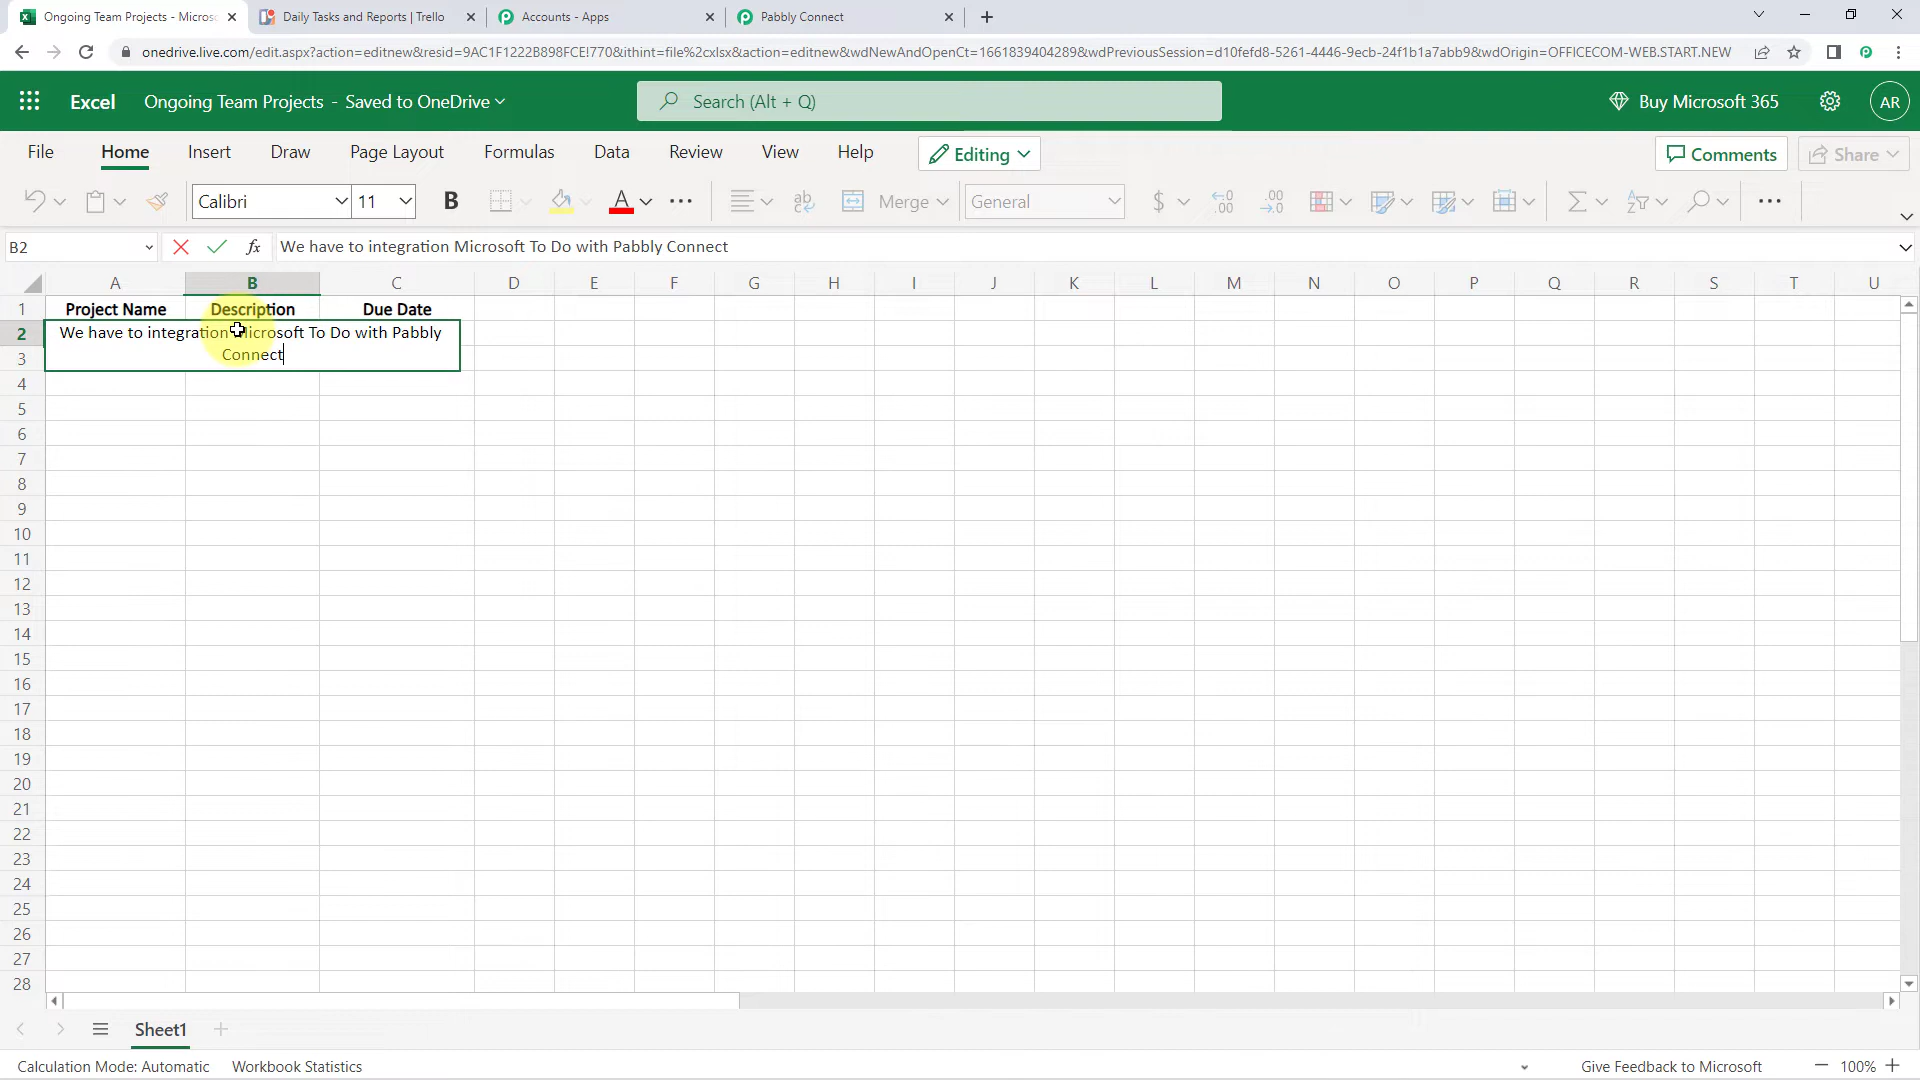 Ongoing Team Projects - Microso
Daily Tasks and Reports | Trello
Accounts - Apps
Pabbly Connect
onedrive.live.com/edit.aspx?action=editnew&resid=9AC1F1222B898FCE!770&ithint=file%2cxlsx&action=editnew&wdNewAndOpenCt=1661839404289&wdPreviousSession=d10fefd8-5261-4446-9ecb-24f1b1a7abb9&wdOrigin=OFFICECOM-WEB.START.NEW
Excel Ongoing Team Projects - Saved to OneDrive Search (Alt + Q) Buy Microsoft 365 AR
File Home Insert Draw Page Layout Formulas Data Review View Help Editing Comments Share
Calibri 11 B A ab c Merge General $ .00 .00
B2 fx We have to integration Microsoft To Do with Pabbly Connect
A B C D E F G H I J K L M N O P Q R S T U
1 Project Name Description Due Date
2 We have to integration Microsoft To Do with Pabbly
3 Connect
4
5
6
7
8
9
10
11
12
13
14
15
16
17
18
19
20
21
22
23
24
25
26
27
28
Sheet1
Calculation Mode: Automatic Workbook Statistics Give Feedback to Microsoft 100%